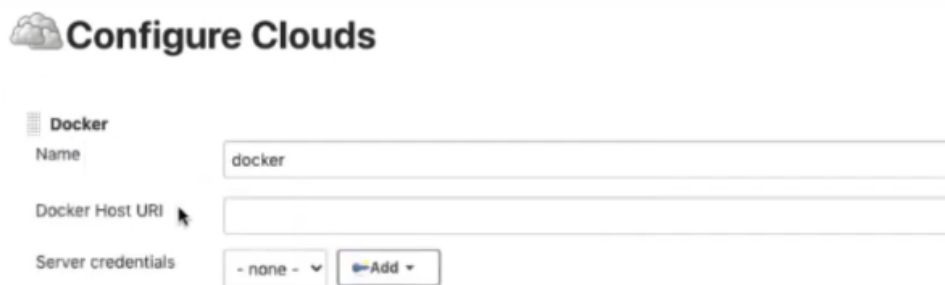 Configure Clouds
Docker
Name docker
Docker Host URI
Server credentials - none - Add